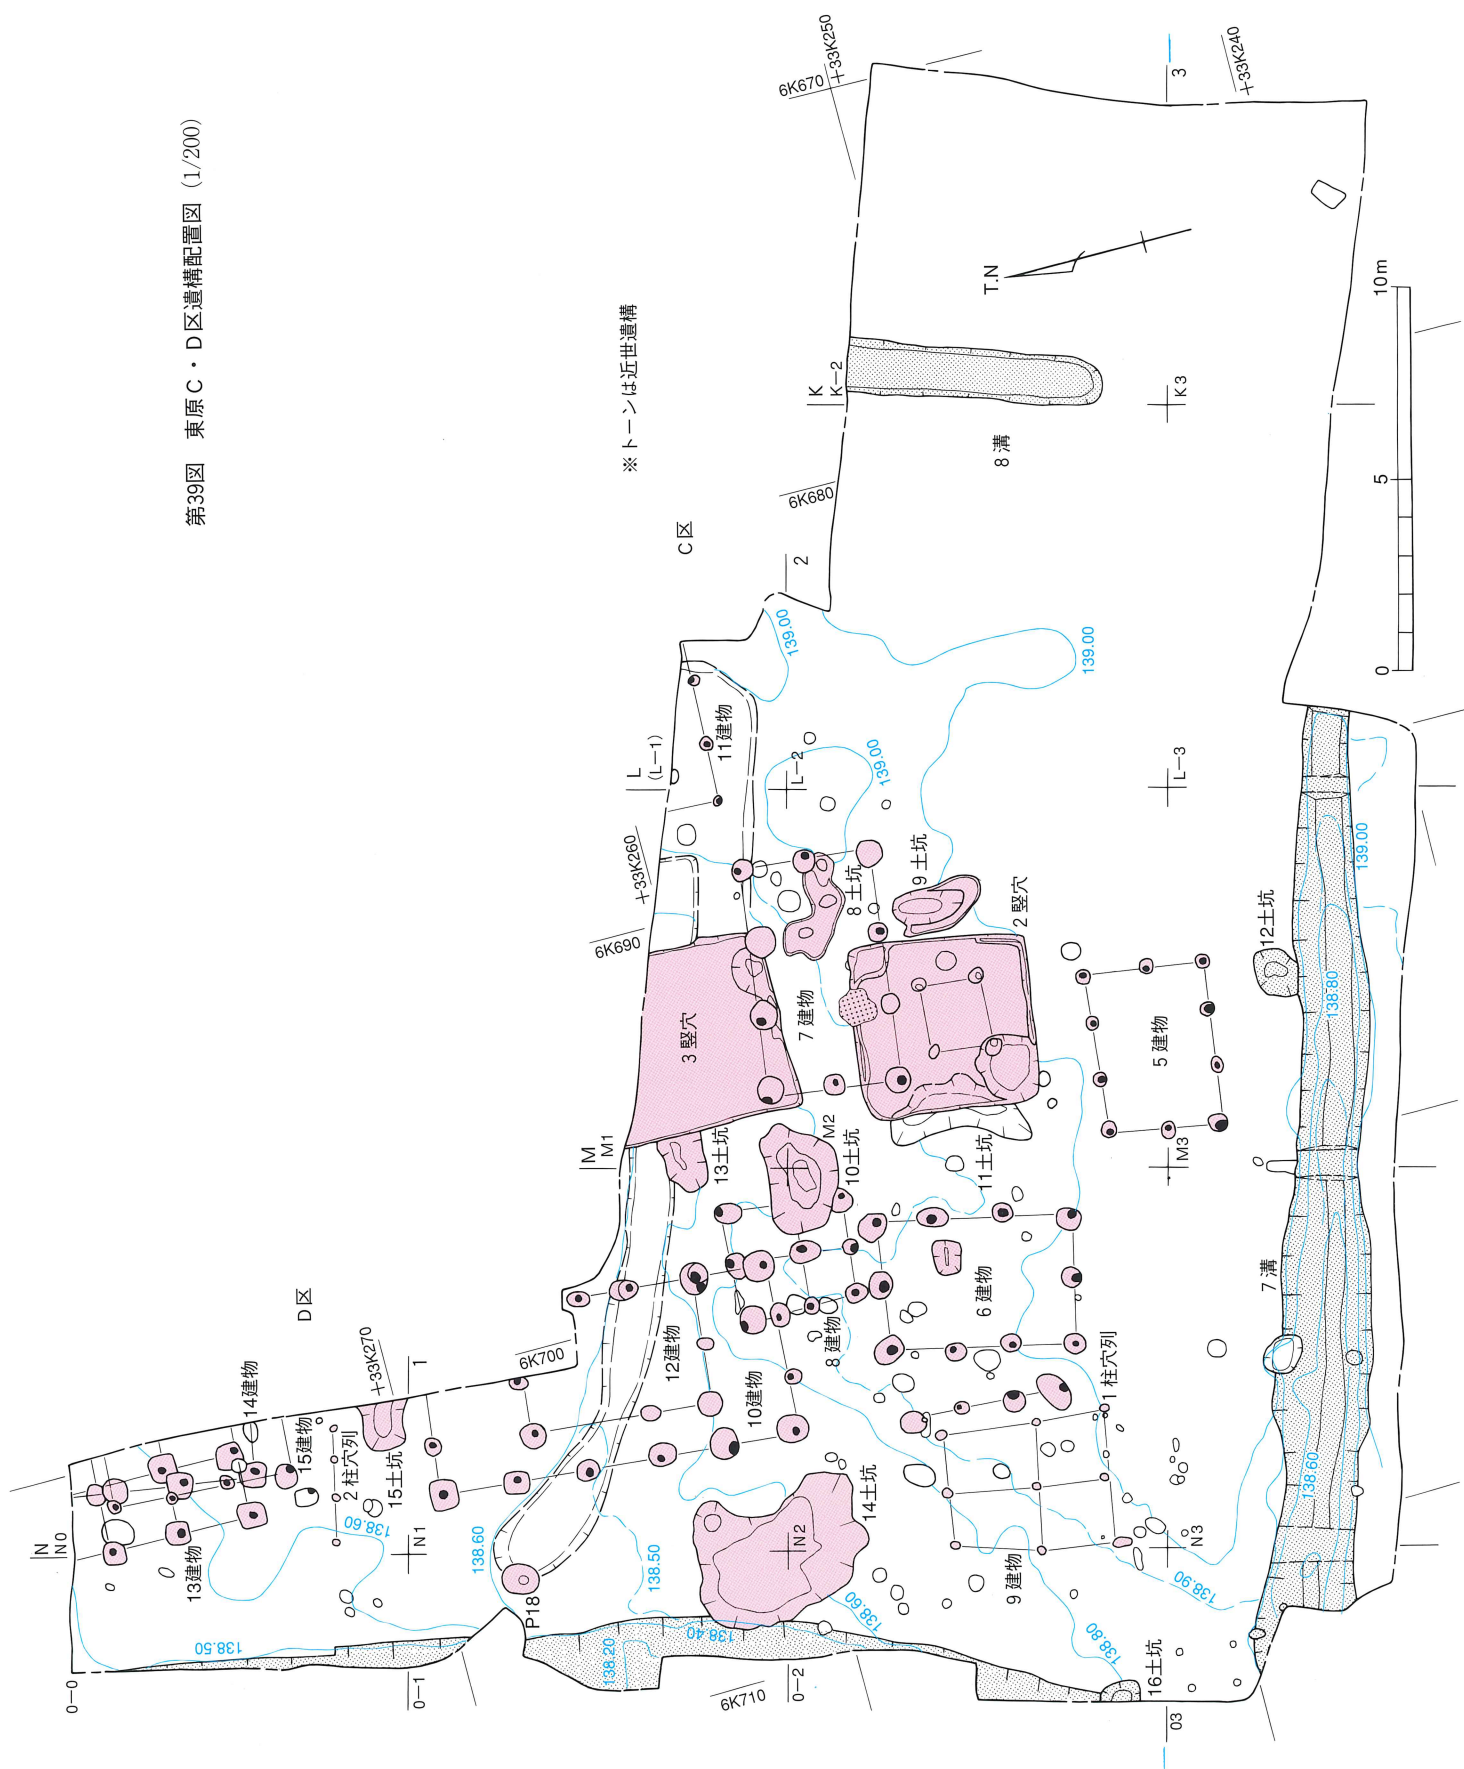 第39図 東原C・D区遺構配置図 (1/200)
※トーンは近世遺構
C区
D区
T.N
6K670
+33K250
+33K240
3
K
K-2
K3
8溝
6K680
2
139.00
139.00
139.00
139.00
L
(L-1)
L-2
L-3
11建物
+33K260
6K690
3竪穴
7建物
8土坑
9土坑
2竪穴
5建物
12土坑
138.80
7溝
M
M1
M2
M3
13土坑
10土坑
11土坑
6建物
8建物
12建物
10建物
1柱穴列
9建物
14土坑
6K700
+33K270
1
14建物
15建物
2柱穴列
15土坑
13建物
N
N0
N1
N2
N3
138.60
138.60
138.50
138.60
138.50
138.40
138.20
138.80
138.90
138.60
P18
16土坑
6K710
0-0
0-1
0-2
03
0
5
10m